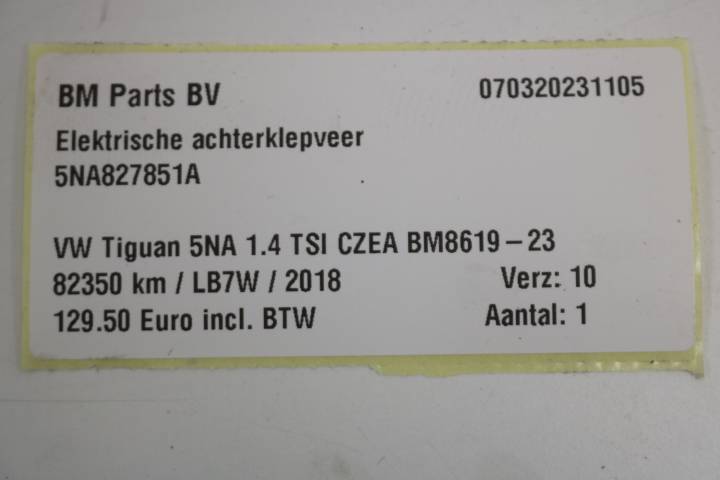 BM Parts BV 070320231105
Elektrische achterklepveer
5NA827851A
VW Tiguan 5NA 1.4 TSI CZEA BM8619-23
82350 km / LB7W / 2018 Verz: 10
129.50 Euro incl. BTW Aantal: 1